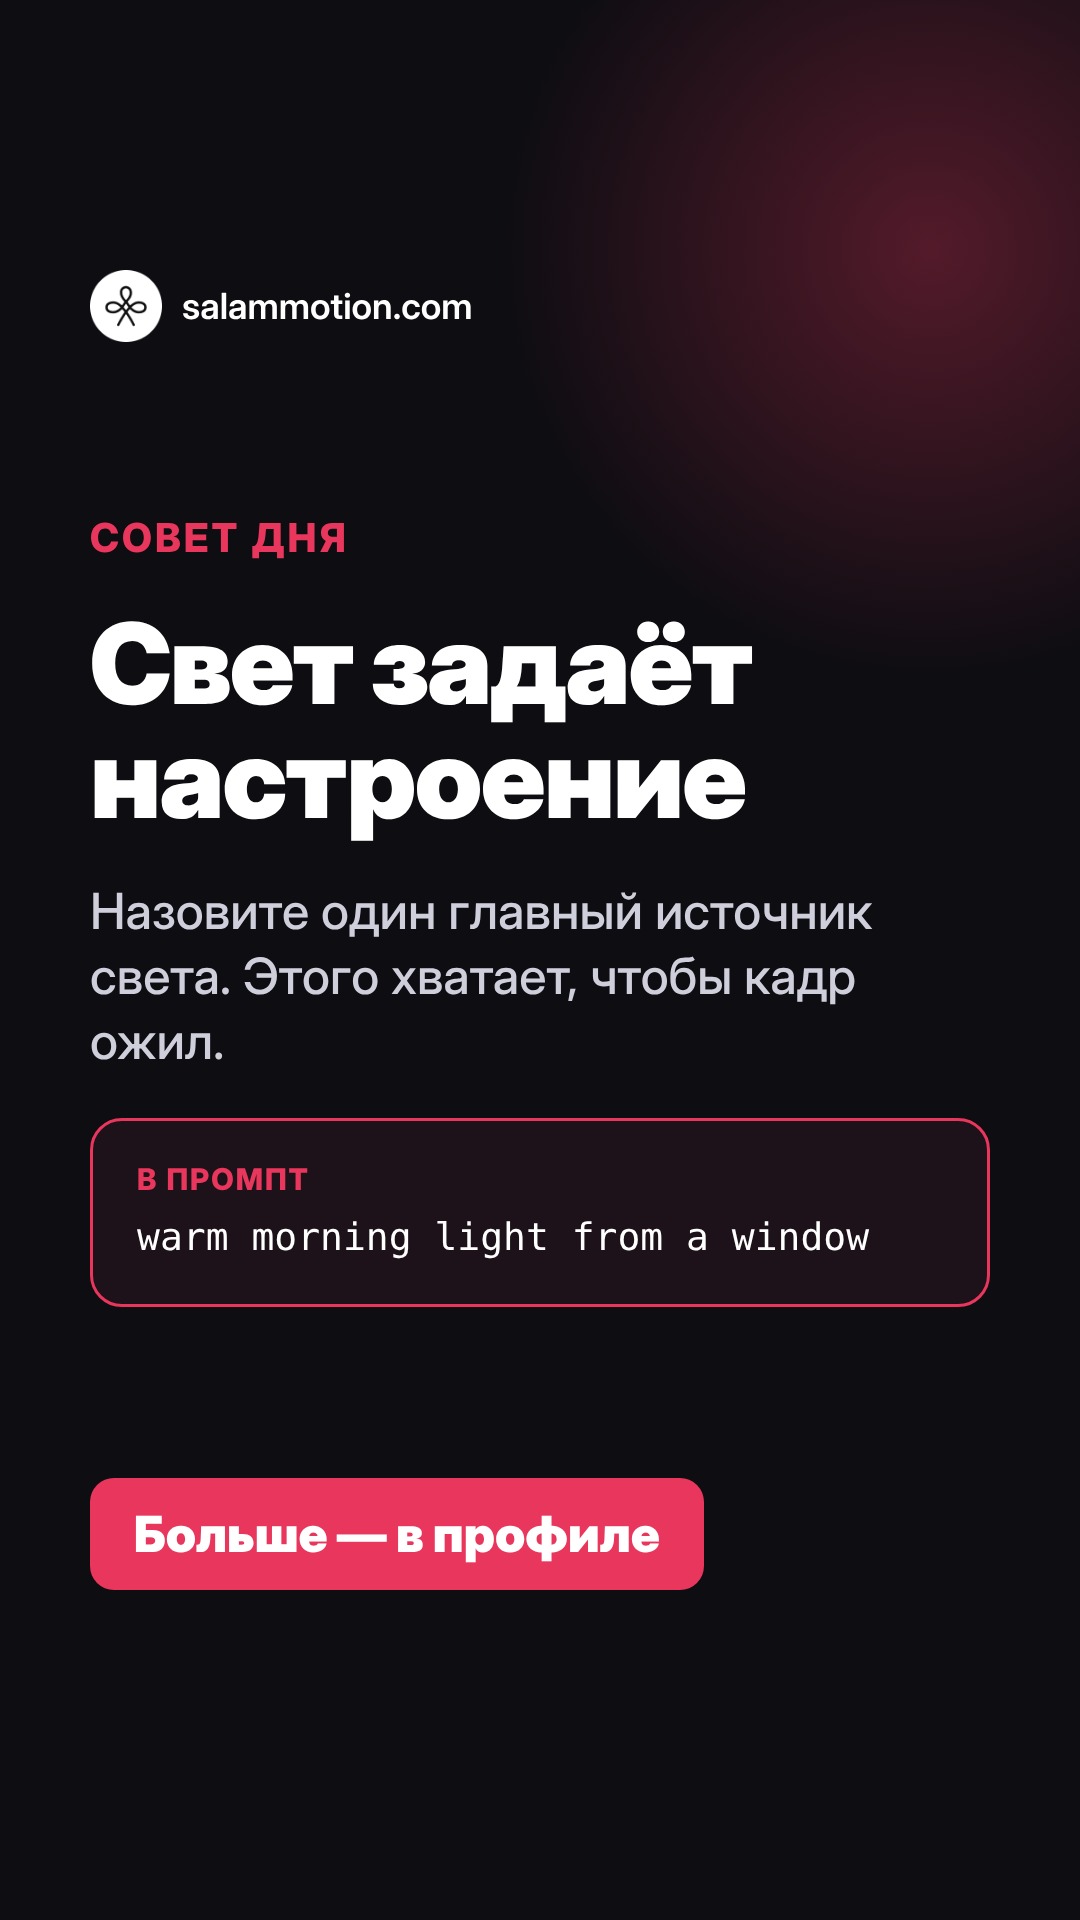 salammotion.com
СОВЕТ ДНЯ
Свет задаёт
настроение
Назовите один главный источник
света. Этого хватает, чтобы кадр
ожил.
В ПРОМПТ
warm morning light from a window
Больше — в профиле